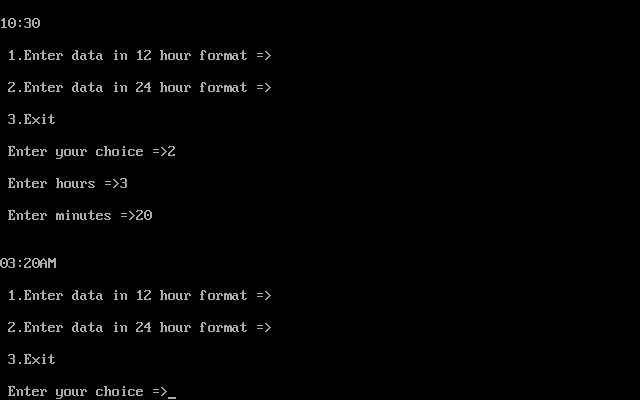 10:30
1.Enter data in 12 hour format =>
2.Enter data in 24 hour format =>
3.Exit
Enter your choice =>2
Enter hours =>3
Enter minutes =>20
03:20AM
1.Enter data in 12 hour format =>
2.Enter data in 24 hour format =>
3.Exit
Enter your choice =>_